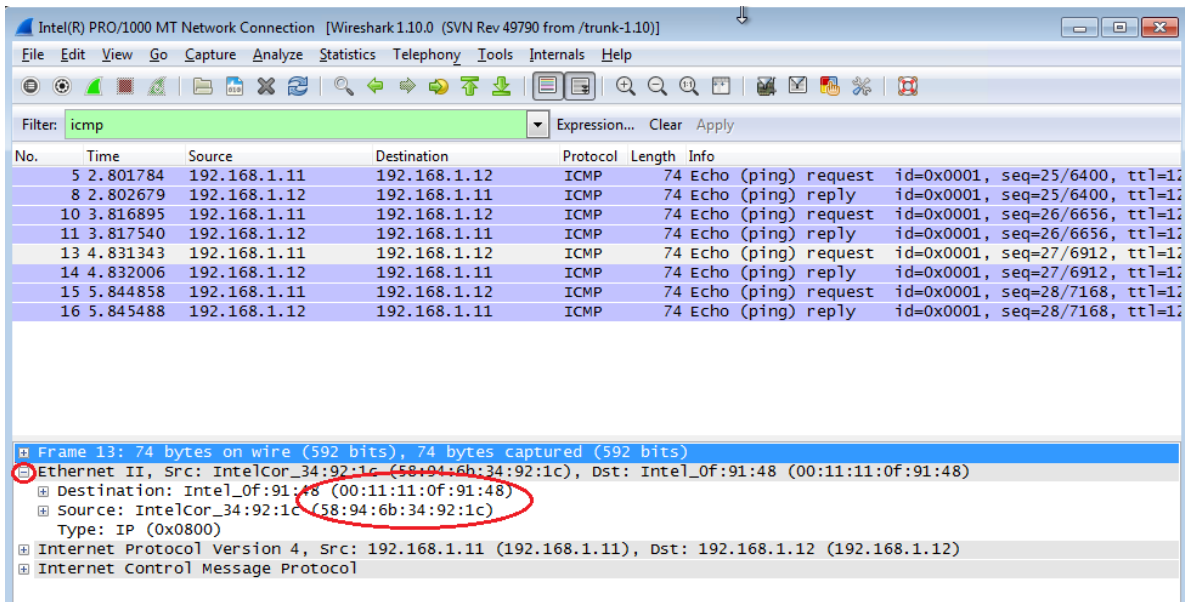 Intel(R) PRO/1000 MT Network Connection [Wireshark 1.10.0 (SVN Rev 49790 from /trunk-1.10)]
File Edit View Go Capture Analyze Statistics Telephony Tools Internals Help
Filter: icmp Expression... Clear Apply
No. Time Source Destination Protocol Length Info
5 2.801784 192.168.1.11 192.168.1.12 ICMP 74 Echo (ping) request id=0x0001, seq=25/6400, ttl=12
8 2.802679 192.168.1.12 192.168.1.11 ICMP 74 Echo (ping) reply id=0x0001, seq=25/6400, ttl=12
10 3.816895 192.168.1.11 192.168.1.12 ICMP 74 Echo (ping) request id=0x0001, seq=26/6656, ttl=12
11 3.817540 192.168.1.12 192.168.1.11 ICMP 74 Echo (ping) reply id=0x0001, seq=26/6656, ttl=12
13 4.831343 192.168.1.11 192.168.1.12 ICMP 74 Echo (ping) request id=0x0001, seq=27/6912, ttl=12
14 4.832006 192.168.1.12 192.168.1.11 ICMP 74 Echo (ping) reply id=0x0001, seq=27/6912, ttl=12
15 5.844858 192.168.1.11 192.168.1.12 ICMP 74 Echo (ping) request id=0x0001, seq=28/7168, ttl=12
16 5.845488 192.168.1.12 192.168.1.11 ICMP 74 Echo (ping) reply id=0x0001, seq=28/7168, ttl=12
Frame 13: 74 bytes on wire (592 bits), 74 bytes captured (592 bits)
Ethernet II, Src: IntelCor_34:92:1c (58:94:6b:34:92:1c), Dst: Intel_0f:91:48 (00:11:11:0f:91:48)
Destination: Intel_0f:91:48 (00:11:11:0f:91:48)
Source: IntelCor_34:92:1c (58:94:6b:34:92:1c)
Type: IP (0x0800)
Internet Protocol Version 4, Src: 192.168.1.11 (192.168.1.11), Dst: 192.168.1.12 (192.168.1.12)
Internet Control Message Protocol